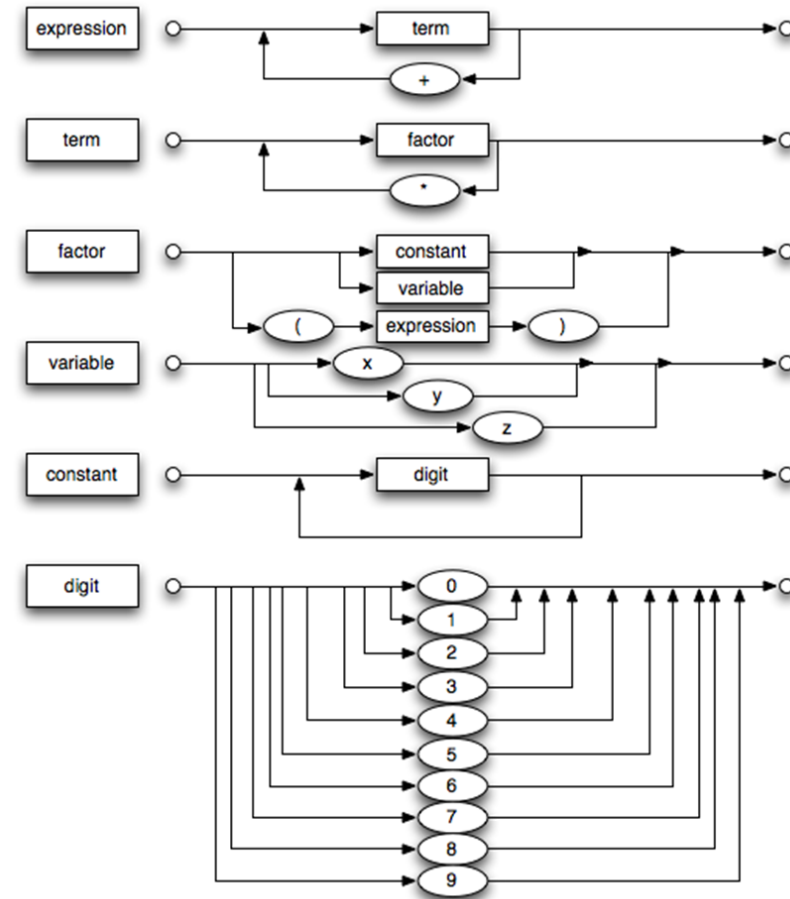 expression term
+
term factor
*
factor constant
variable
( expression )
variable x
y
z
constant digit
digit 0
1
2
3
4
5
6
7
8
9